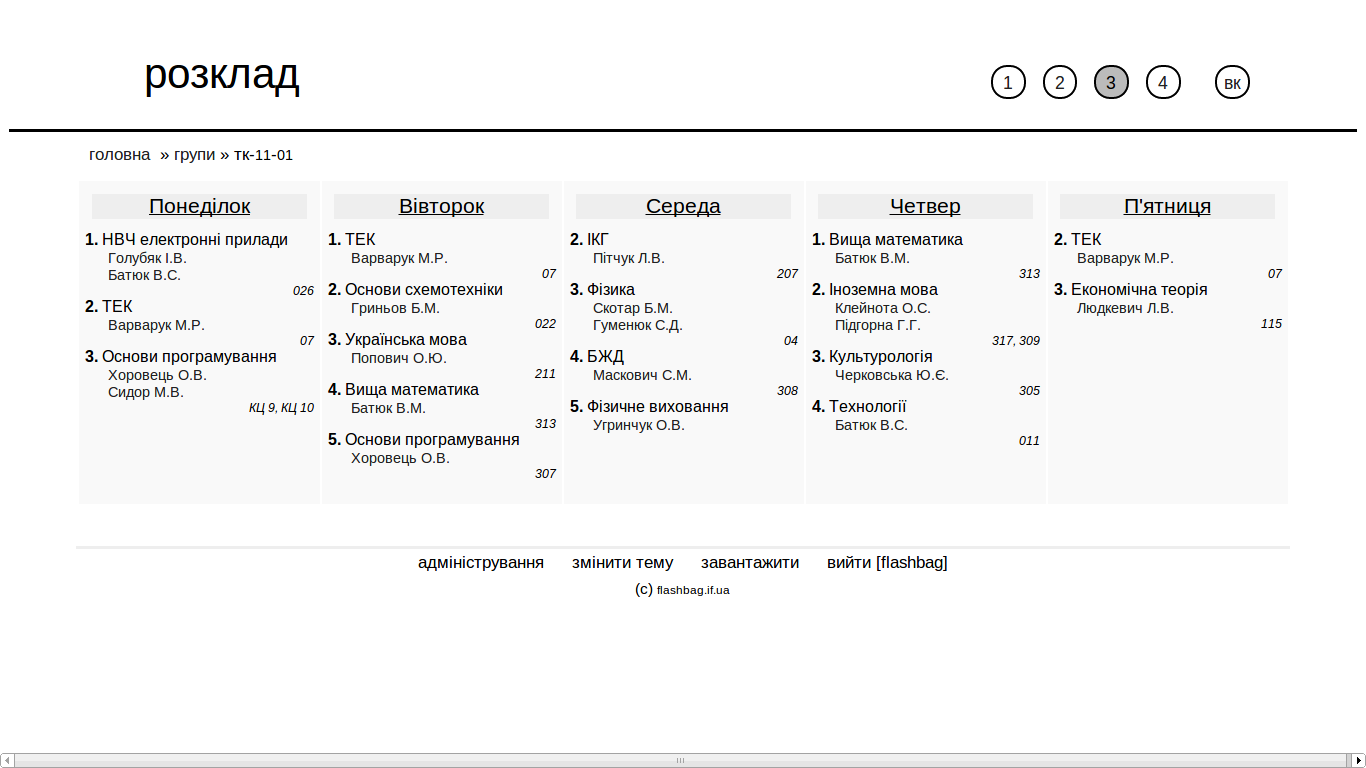 розклад
1 2 3 4 вк
головна » групи » тк-11-01
Понеділок
1. НВЧ електронні прилади
Голубяк І.В.
Батюк В.С.
026
2. ТЕК
Варварук М.Р.
07
3. Основи програмування
Хоровець О.В.
Сидор М.В.
КЦ 9, КЦ 10
Вівторок
1. ТЕК
Варварук М.Р.
07
2. Основи схемотехніки
Гриньов Б.М.
022
3. Українська мова
Попович О.Ю.
211
4. Вища математика
Батюк В.М.
313
5. Основи програмування
Хоровець О.В.
307
Середа
2. ІКГ
Пітчук Л.В.
207
3. Фізика
Скотар Б.М.
Гуменюк С.Д.
04
4. БЖД
Маскович С.М.
308
5. Фізичне виховання
Угринчук О.В.
Четвер
1. Вища математика
Батюк В.М.
313
2. Іноземна мова
Клейнота О.С.
Підгорна Г.Г.
317, 309
3. Культурологія
Черковська Ю.Є.
305
4. Технології
Батюк В.С.
011
П'ятниця
2. ТЕК
Варварук М.Р.
07
3. Економічна теорія
Людкевич Л.В.
115
адміністрування змінити тему завантажити вийти [flashbag]
(c) flashbag.if.ua